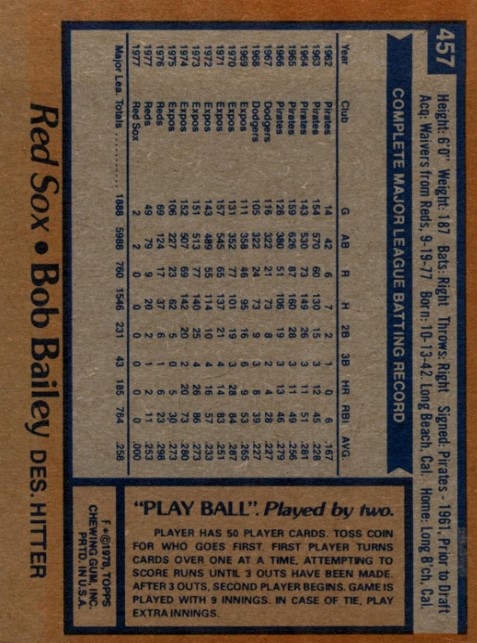 457
Height: 6'0" Weight: 187 Bats: Right Throws: Right Signed: Pirates - 1961, Prior to Draft
Acq: Waivers from Reds, 9-19-77 Born: 10-13-42, Long Beach, Cal. Home: Long B'ch, Cal.
COMPLETE MAJOR LEAGUE BATTING RECORD
Year Club G AB R H 2B 3B HR RBI AVG.
1962 Pirates 14 42 6 7 2 1 0 6 .167
1963 Pirates 154 570 60 130 15 3 12 45 .228
1964 Pirates 143 530 73 149 26 3 11 51 .281
1965 Pirates 159 626 87 160 28 3 11 49 .256
1966 Pirates 126 380 51 106 19 3 13 46 .279
1967 Dodgers 116 322 21 73 8 2 4 28 .227
1968 Dodgers 105 322 24 73 9 3 8 39 .227
1969 Expos 111 358 46 95 16 6 9 53 .265
1970 Expos 131 352 77 101 19 3 28 84 .287
1971 Expos 157 545 65 137 21 4 14 83 .251
1972 Expos 143 489 55 114 10 4 16 57 .233
1973 Expos 151 513 77 140 25 4 26 86 .273
1974 Expos 152 507 69 142 20 2 20 73 .280
1975 Expos 106 227 23 62 5 0 5 30 .273
1976 Reds 69 124 17 37 6 1 6 23 .298
1977 Reds 49 79 9 20 2 1 2 11 .253
1977 Red Sox 2 2 0 0 0 0 0 0 .000
Major Lea. Totals .......... 1888 5988 760 1546 231 43 185 764 .258
"PLAY BALL". Played by two.
PLAYER HAS 50 PLAYER CARDS. TOSS COIN
FOR WHO GOES FIRST. FIRST PLAYER TURNS
CARDS OVER ONE AT A TIME, ATTEMPTING TO
SCORE RUNS UNTIL 3 OUTS HAVE BEEN MADE.
AFTER 3 OUTS, SECOND PLAYER BEGINS. GAME IS
PLAYED WITH 9 INNINGS. IN CASE OF TIE, PLAY
EXTRA INNINGS.
F * © 1978, TOPPS
CHEWING GUM, INC.
PRTD. IN U.S.A.
Red Sox • Bob Bailey DES. HITTER